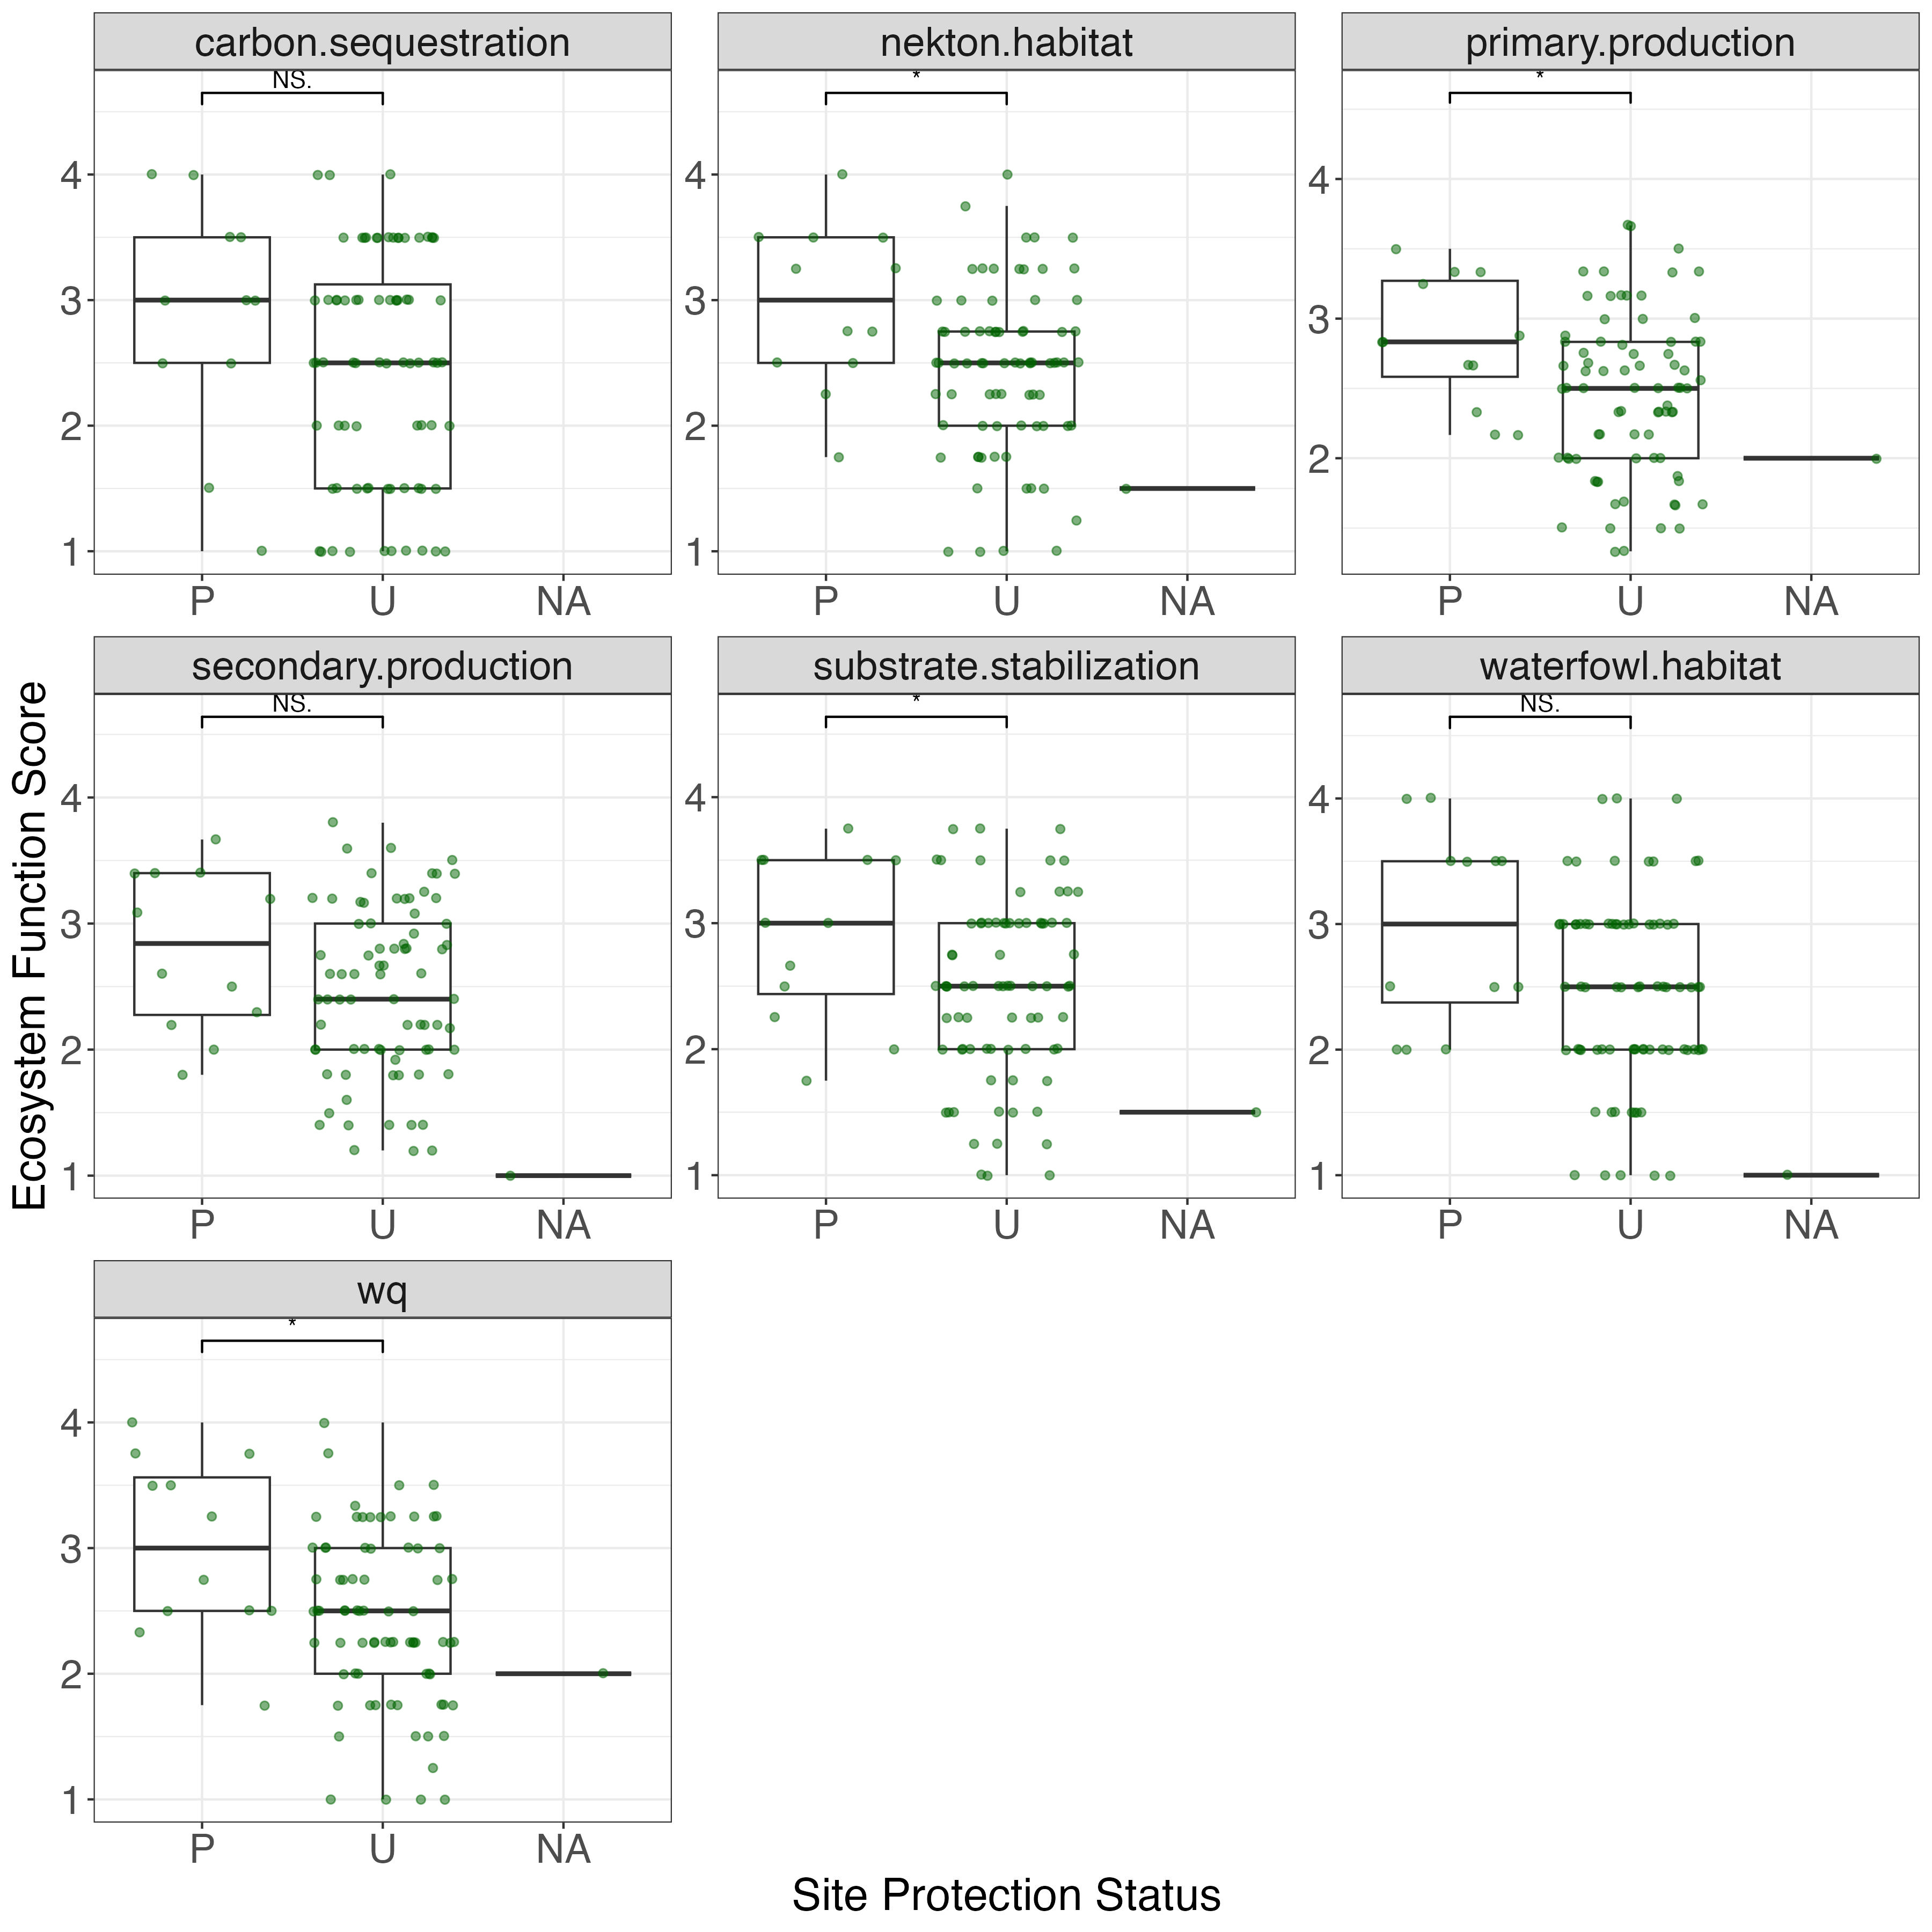 carbon.sequestration nekton.habitat primary.production
NS. * *
4 4 4
3 3 3
2 2 2
1 1
P U NA P U NA P U NA
secondary.production substrate.stabilization waterfowl.habitat
NS. * NS.
4 4 4
3 3 3
2 2 2
1 1 1
P U NA P U NA P U NA
Ecosystem Function Score
wq
*
4
3
2
1
P U NA
Site Protection Status